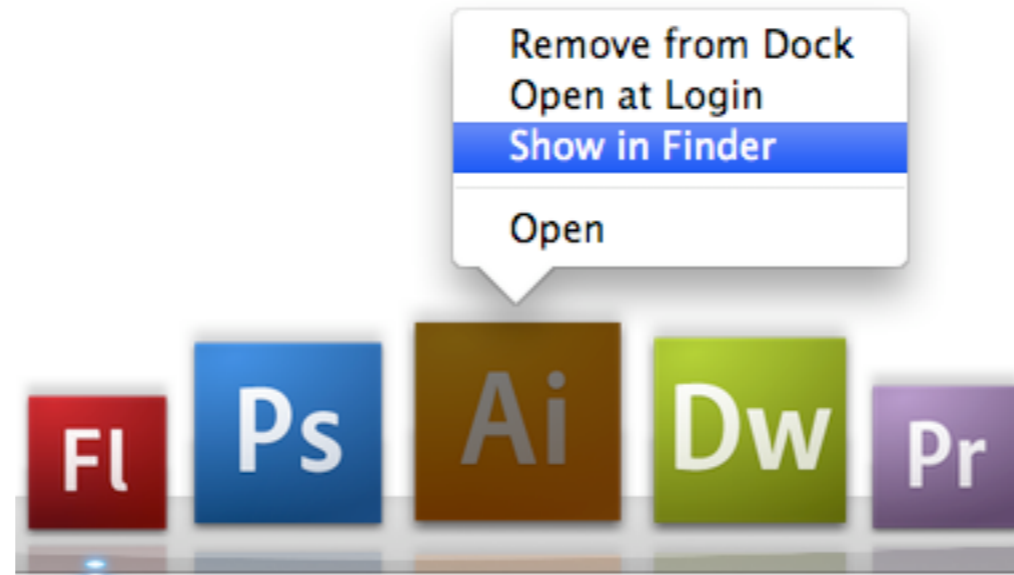 Remove from Dock
Open at Login
Show in Finder
Open
Fl Ps Ai Dw Pr